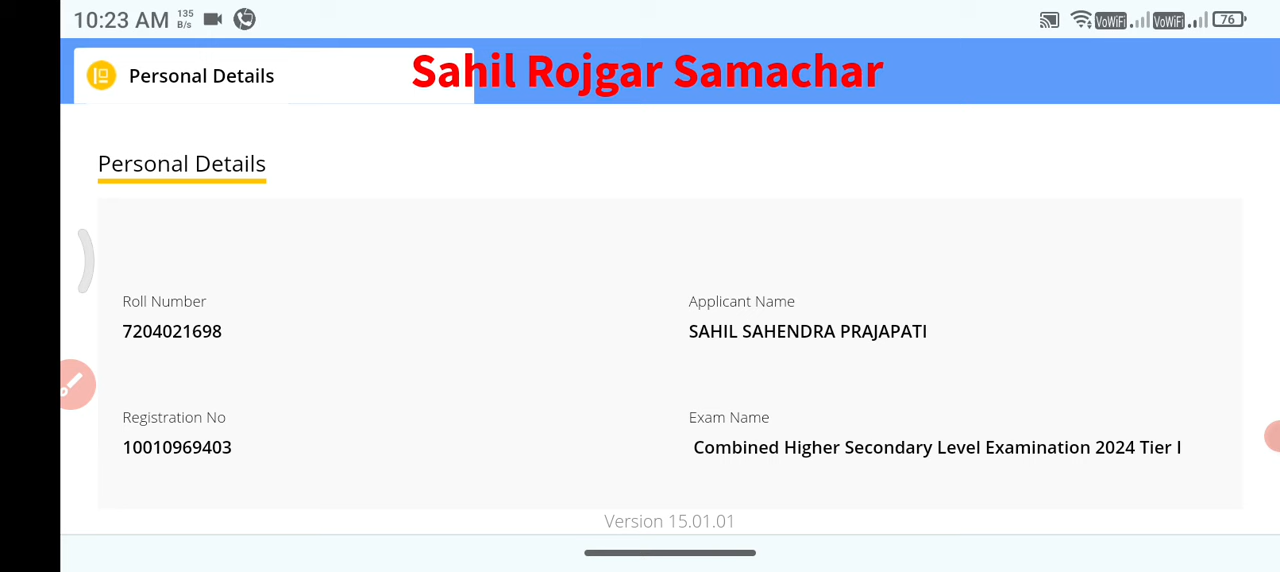 10:23 AM 135 B/s VoWiFi VoWiFi 76
Personal Details
Sahil Rojgar Samachar
Personal Details
Roll Number
7204021698
Applicant Name
SAHIL SAHENDRA PRAJAPATI
Registration No
10010969403
Exam Name
Combined Higher Secondary Level Examination 2024 Tier I
Version 15.01.01